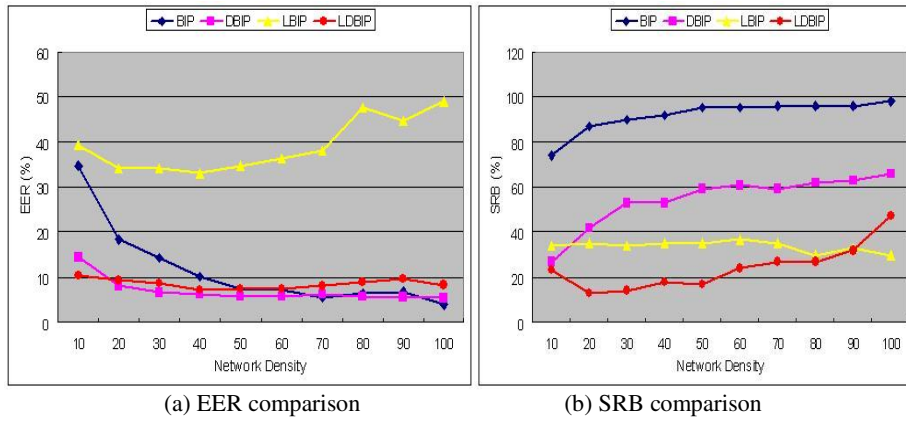 BIP DBIP LBIP LDBIP
60
50
40
30
20
10
0
EER (%)
10 20 30 40 50 60 70 80 90 100
Network Density
(a) EER comparison
BIP DBIP LBIP LDBIP
120
100
80
60
40
20
0
SRB (%)
10 20 30 40 50 60 70 80 90 100
Network Density
(b) SRB comparison